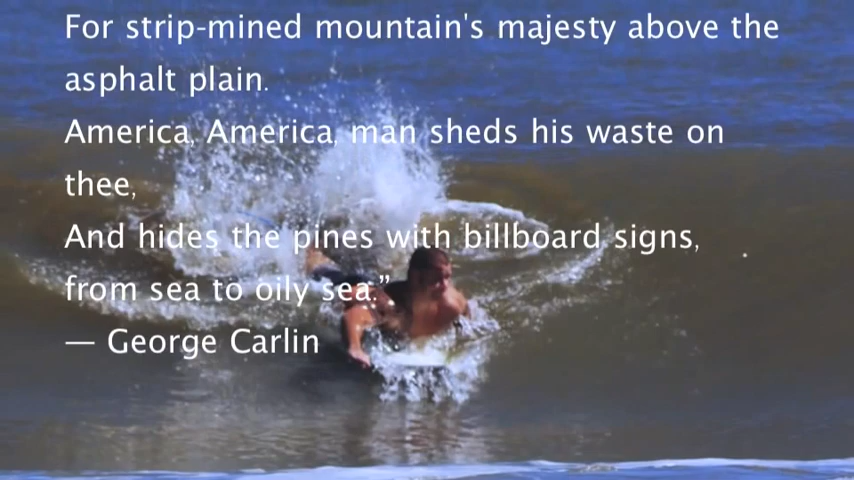 For strip-mined mountain's majesty above the
asphalt plain.
America, America, man sheds his waste on
thee,
And hides the pines with billboard signs,
from sea to oily sea.”
— George Carlin